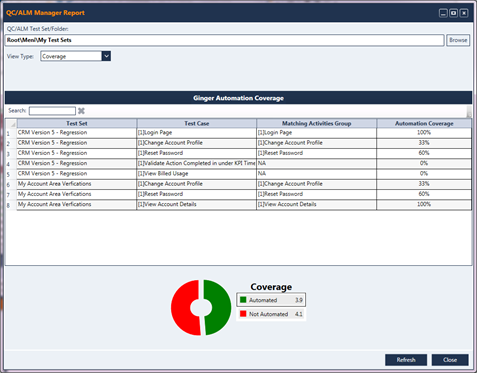 QC/ALM Manager Report
QC/ALM Test Set/Folder:
Root\Meni\My Test Sets Browse
View Type: Coverage
Ginger Automation Coverage
Search:
Test Set Test Case Matching Activities Group Automation Coverage
1 CRM Version 5 - Regression [1]Login Page [1]Login Page 100%
2 CRM Version 5 - Regression [1]Change Account Profile [1]Change Account Profile 33%
3 CRM Version 5 - Regression [1]Reset Password [1]Reset Password 60%
4 CRM Version 5 - Regression [1]Validate Action Completed in under KPI Time NA 0%
5 CRM Version 5 - Regression [1]View Billed Usage NA 0%
6 My Account Area Verfications [1]Change Account Profile [1]Change Account Profile 33%
7 My Account Area Verfications [1]Reset Password [1]Reset Password 60%
8 My Account Area Verfications [1]View Account Details [1]View Account Details 100%
Coverage
Automated 3.9
Not Automated 4.1
Refresh Close